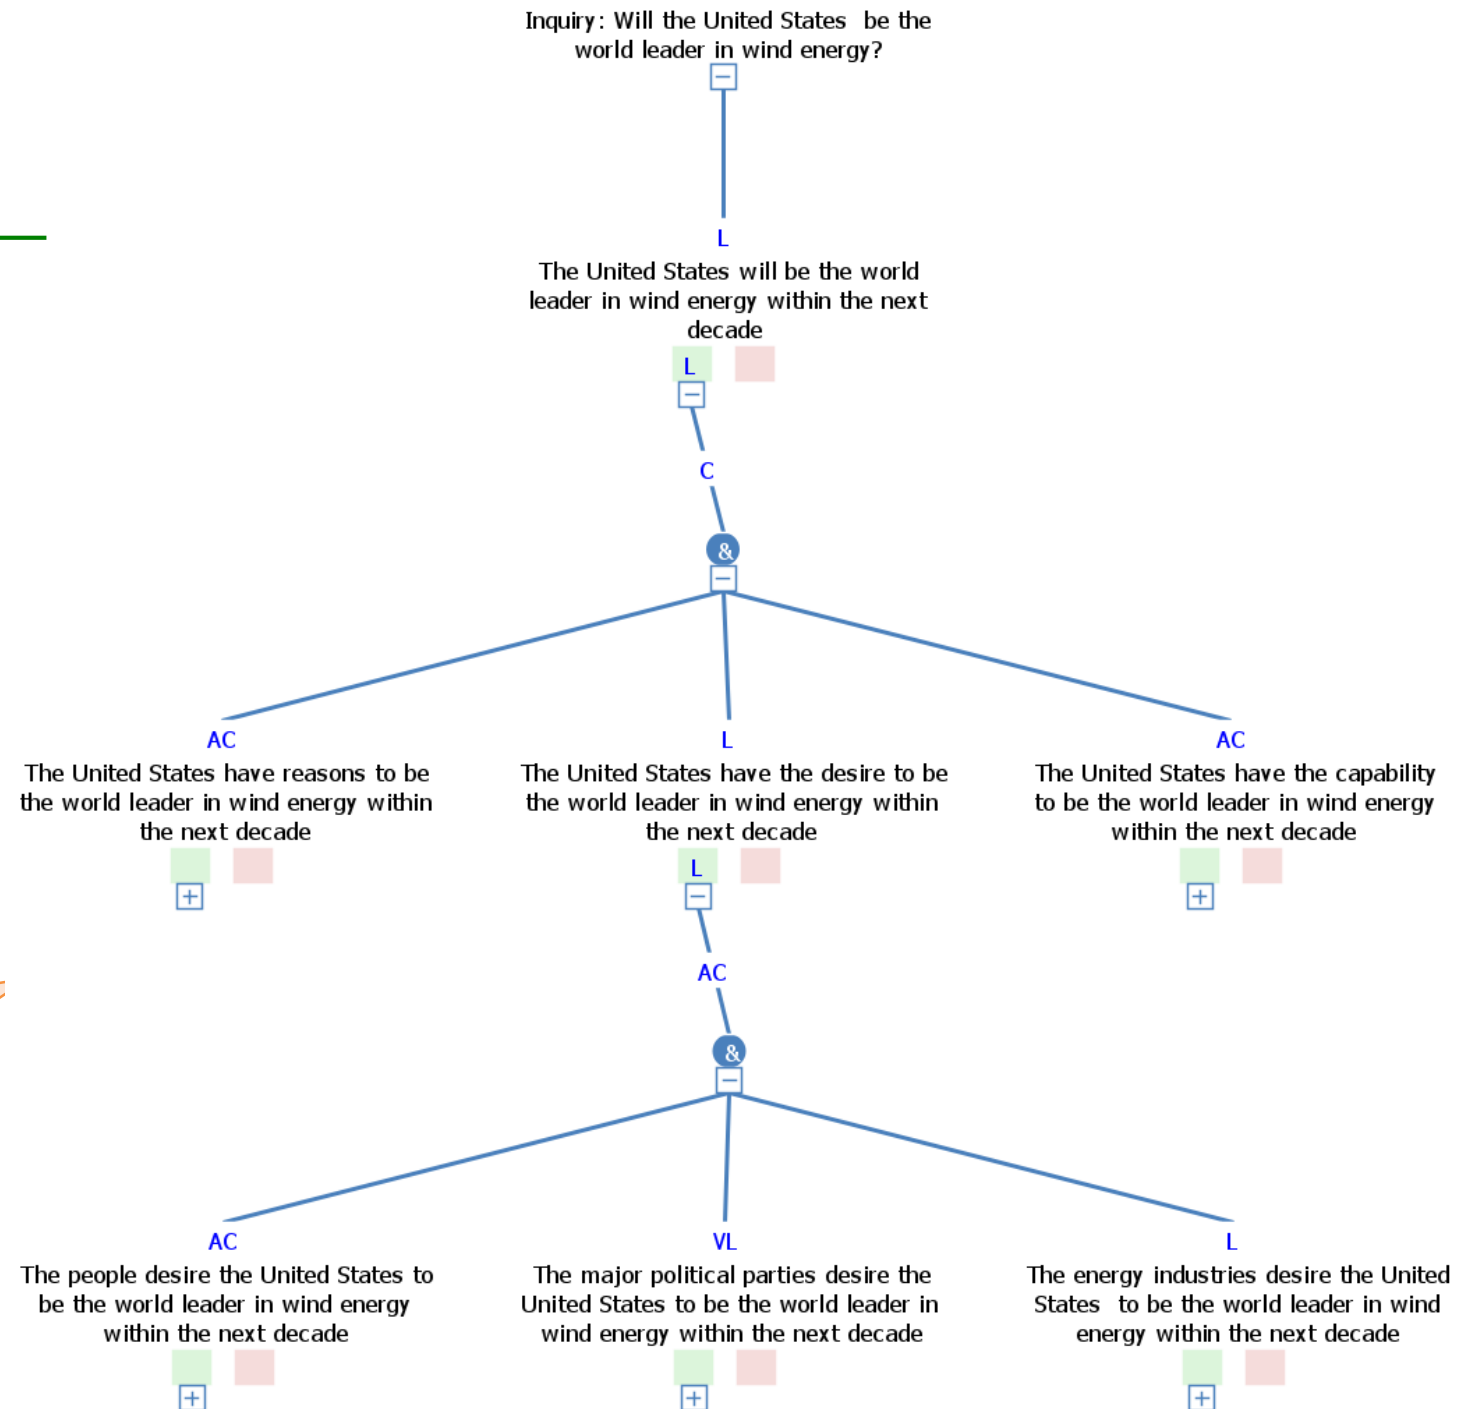 Inquiry: Will the United States  be the
world leader in wind energy?
L
The United States will be the world
leader in wind energy within the next
decade
L
C
&
AC
The United States have reasons to be
the world leader in wind energy within
the next decade
L
The United States have the desire to be
the world leader in wind energy within
the next decade
AC
The United States have the capability
to be the world leader in wind energy
within the next decade
L
AC
&
AC
The people desire the United States to
be the world leader in wind energy
within the next decade
VL
The major political parties desire the
United States to be the world leader in
wind energy within the next decade
L
The energy industries desire the United
States  to be the world leader in wind
energy within the next decade